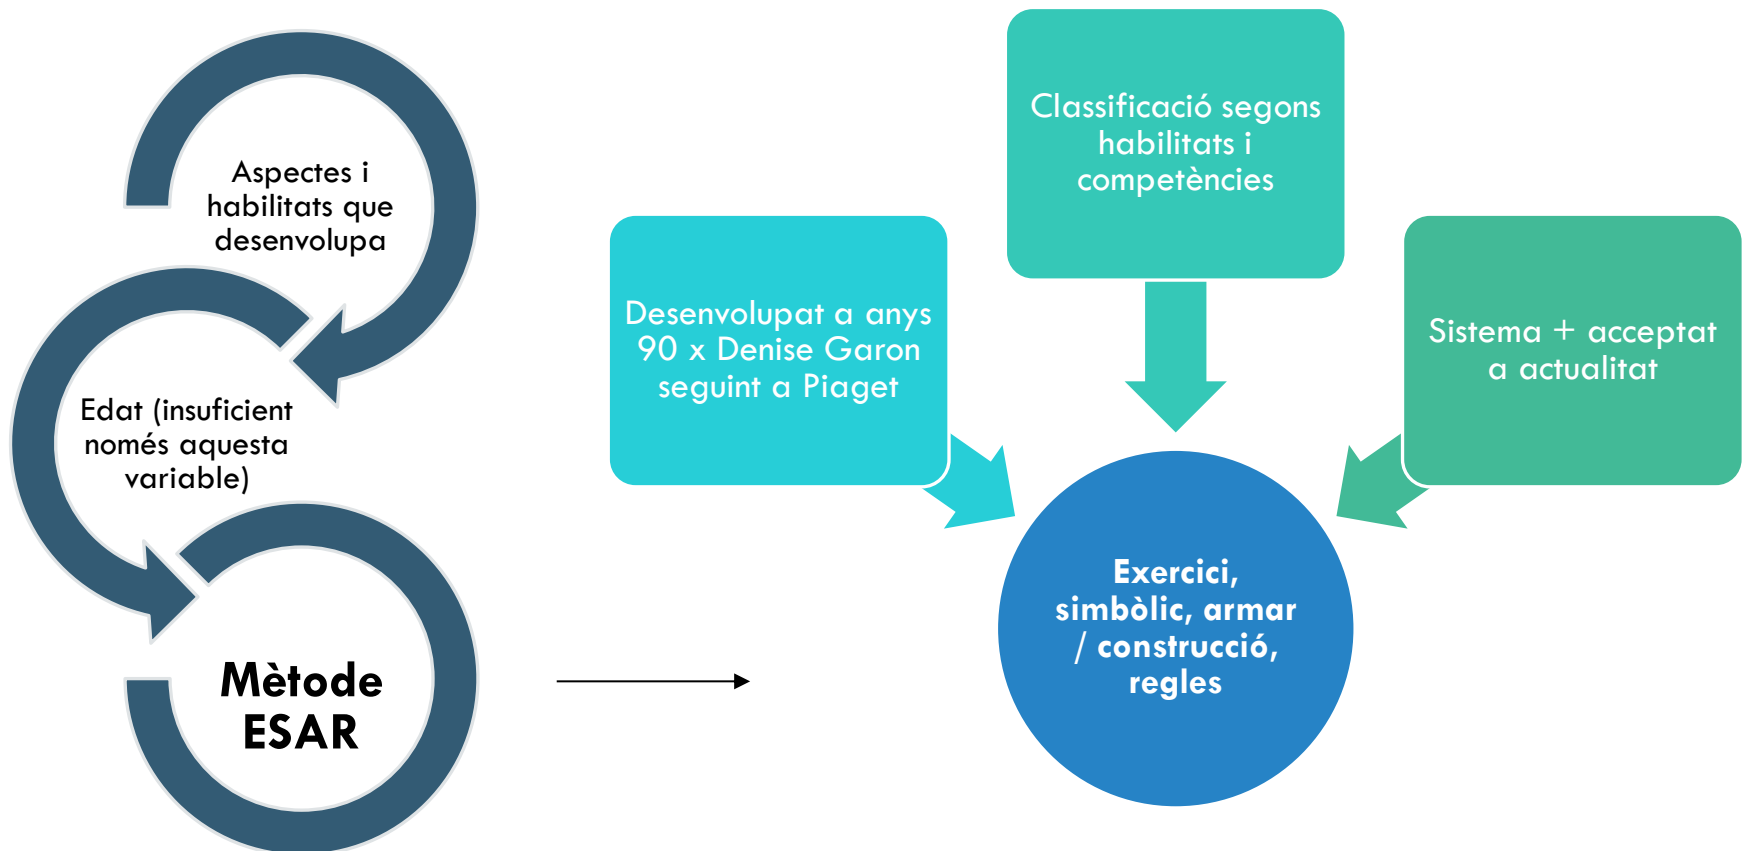 Aspectes i
habilitats que
desenvolupa
Edat (insuficient
només aquesta
variable)
Mètode
ESAR
Desenvolupat a anys
90 x Denise Garon
seguint a Piaget
Classificació segons
habilitats i
competències
Sistema + acceptat
a actualitat
Exercici,
simbòlic, armar
/ construcció,
regles